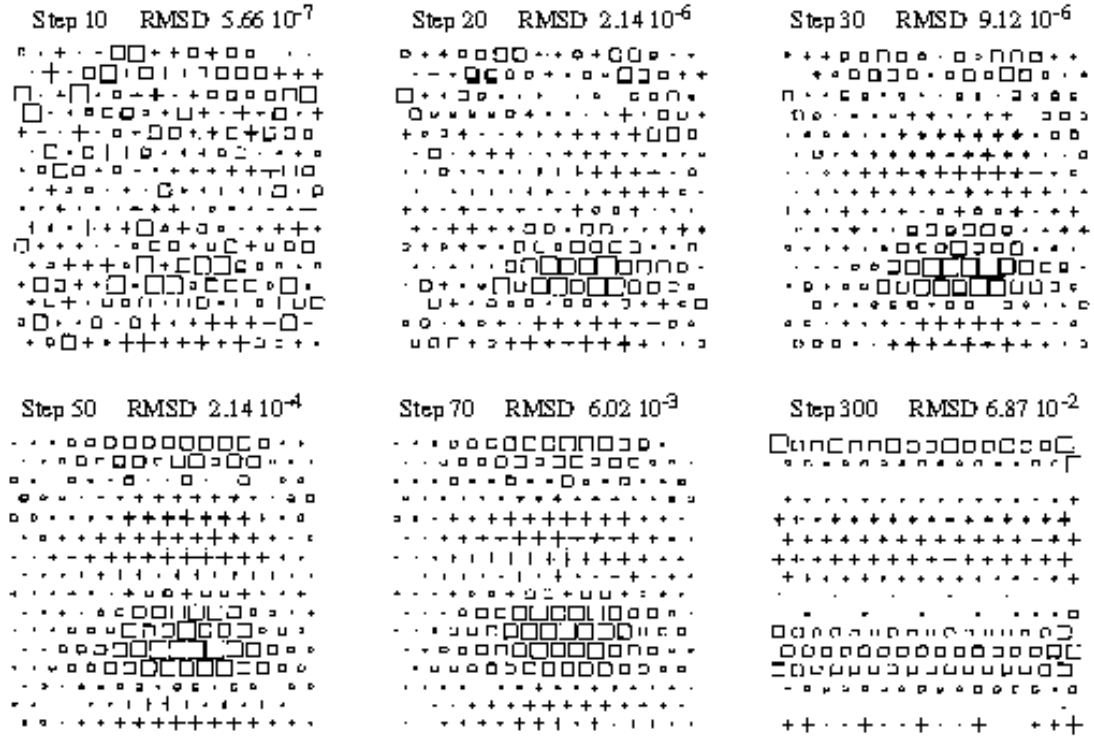 Step 10 RMSD 5.66 10⁻⁷
Step 20 RMSD 2.14 10⁻⁶
Step 30 RMSD 9.12 10⁻⁶
Step 50 RMSD 2.14 10⁻⁴
Step 70 RMSD 6.02 10⁻³
Step 300 RMSD 6.87 10⁻²